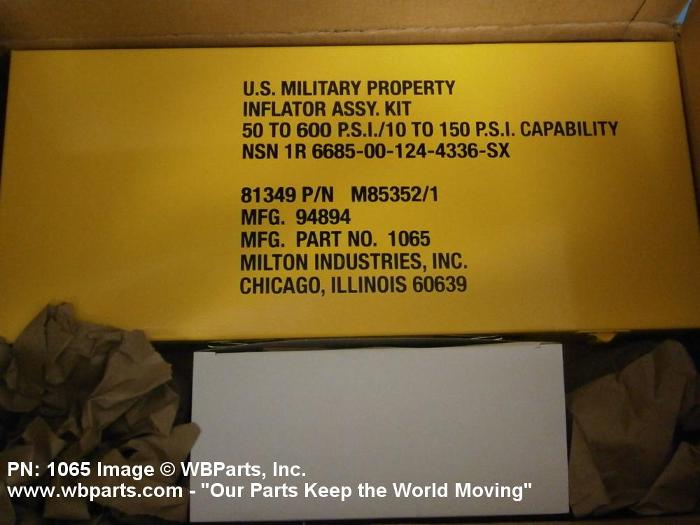 U.S. MILITARY PROPERTY
INFLATOR ASSY. KIT
50 TO 600 P.S.I./10 TO 150 P.S.I. CAPABILITY
NSN 1R 6685-00-124-4336-SX
81349 P/N M85352/1
MFG. 94894
MFG. PART NO. 1065
MILTON INDUSTRIES, INC.
CHICAGO, ILLINOIS 60639
PN: 1065 Image © WBParts, Inc.
www.wbparts.com - "Our Parts Keep the World Moving"